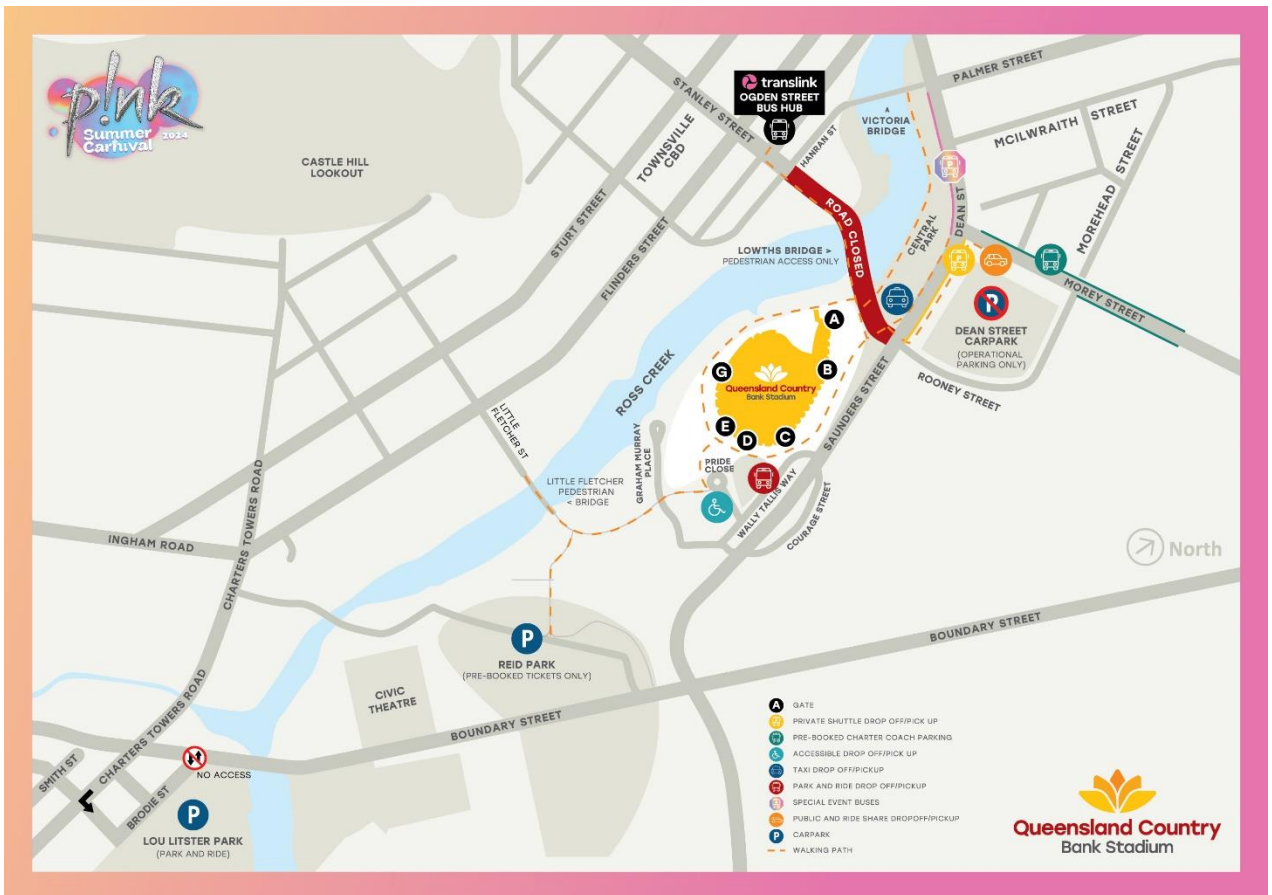 p!nk
Summer
Carnival 2024
translink
OGDEN STREET
BUS HUB
STANLEY STREET
HANRAN ST
VICTORIA
BRIDGE
PALMER STREET
MCILWRAITH STREET
MOREHEAD STREET
CASTLE HILL
LOOKOUT
TOWNSVILLE
CBD
STURT STREET
FLINDERS STREET
ROAD CLOSED
LOWTHS BRIDGE >
PEDESTRIAN ACCESS ONLY
CENTRAL
PARK
DEAN ST
P
P
MOREY STREET
P
DEAN STREET
CARPARK
(OPERATIONAL
PARKING ONLY)
ROONEY STREET
SAUNDERS STREET
ROSS CREEK
A
B
G
Queensland Country
Bank Stadium
E
D
C
LITTLE
FLETCHER ST
GRAHAM MURRAY
PLACE
PRIDE
CLOSE
WALLY TALLIS WAY
COURAGE STREET
LITTLE FLETCHER
PEDESTRIAN
< BRIDGE
INGHAM ROAD
CHARTERS TOWERS ROAD
North
P
REID PARK
(PRE-BOOKED TICKETS ONLY)
BOUNDARY STREET
CIVIC
THEATRE
BOUNDARY STREET
CHARTERS TOWERS ROAD
SMITH ST
NO ACCESS
BRODIE ST
P
LOU LITSTER PARK
(PARK AND RIDE)
A GATE
PRIVATE SHUTTLE DROP OFF/PICK UP
PRE-BOOKED CHARTER COACH PARKING
ACCESSIBLE DROP OFF/PICK UP
TAXI DROP OFF/PICKUP
PARK AND RIDE DROP OFF/PICKUP
SPECIAL EVENT BUSES
PUBLIC AND RIDE SHARE DROPOFF/PICKUP
P CARPARK
WALKING PATH
Queensland Country
Bank Stadium